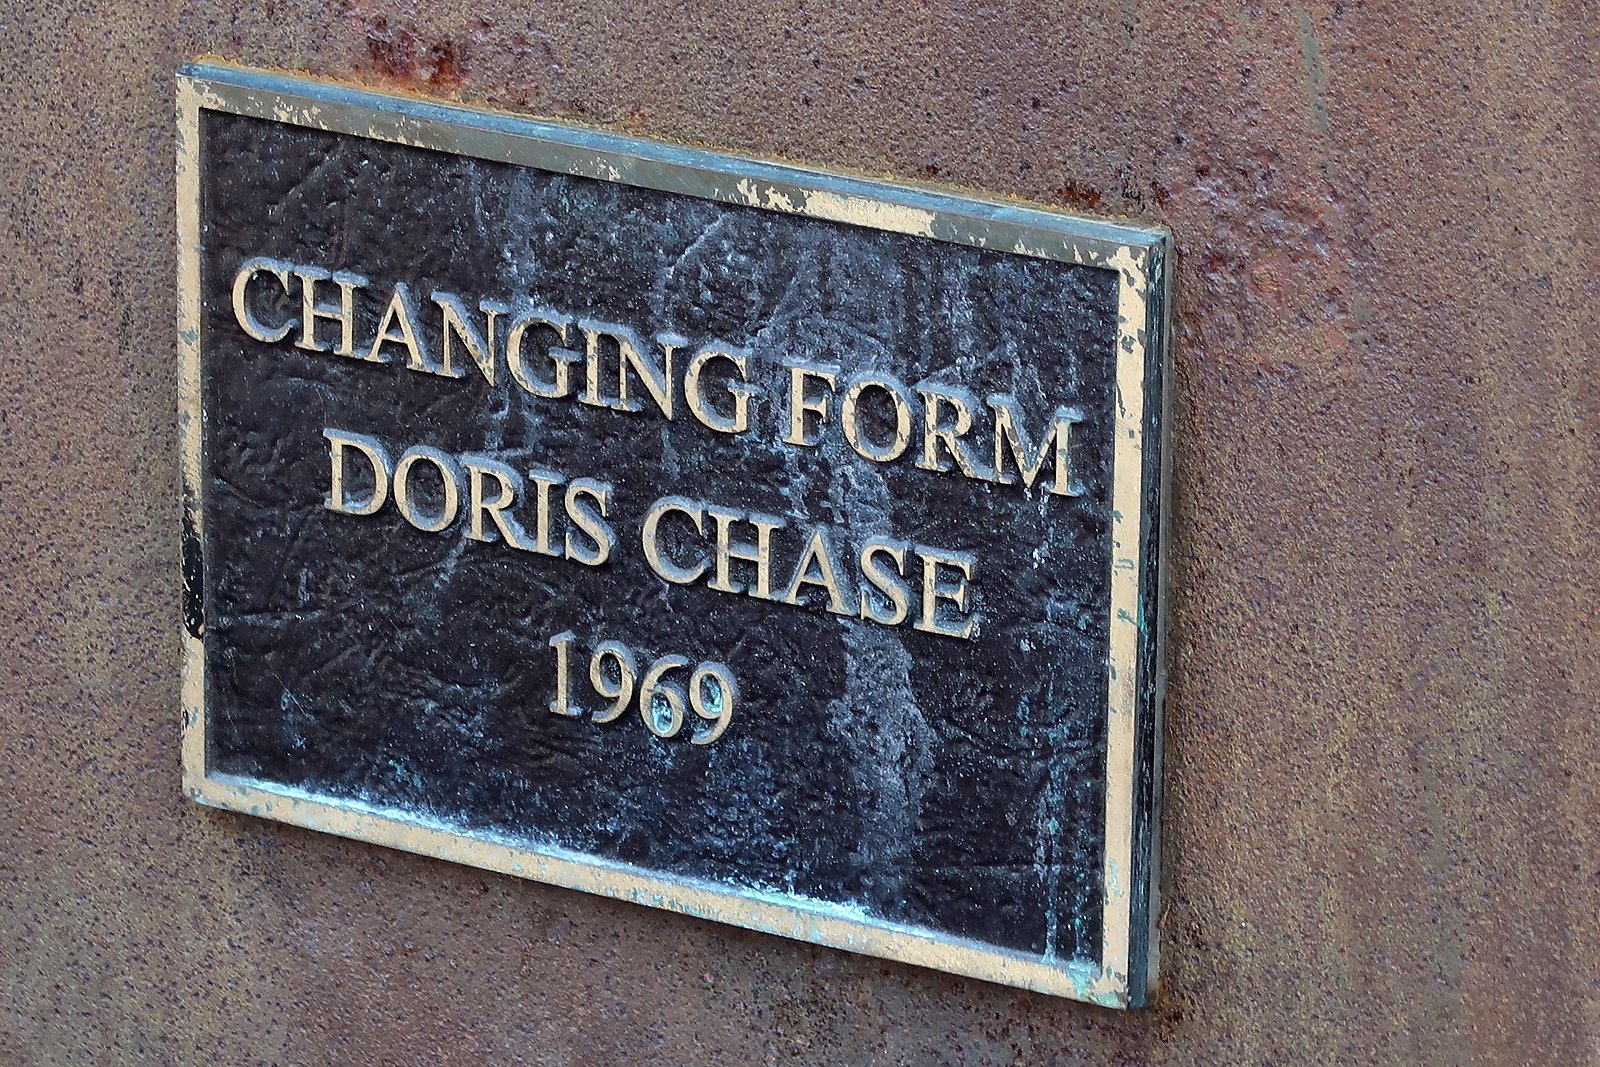 CHANGING FORM
DORIS CHASE
1969